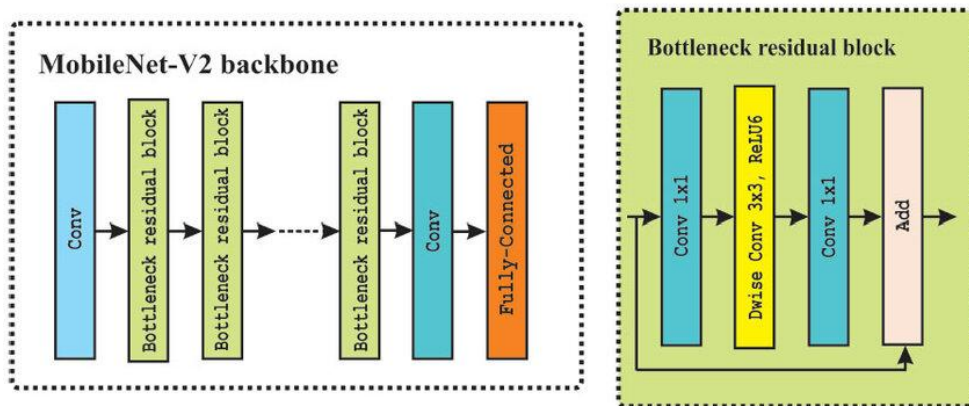 MobileNet-V2 backbone
Conv
Bottleneck residual block
Bottleneck residual block
Bottleneck residual block
Conv
Fully-Connected
Bottleneck residual block
Conv 1x1
Dwise Conv 3x3, ReLU6
Conv 1x1
Add